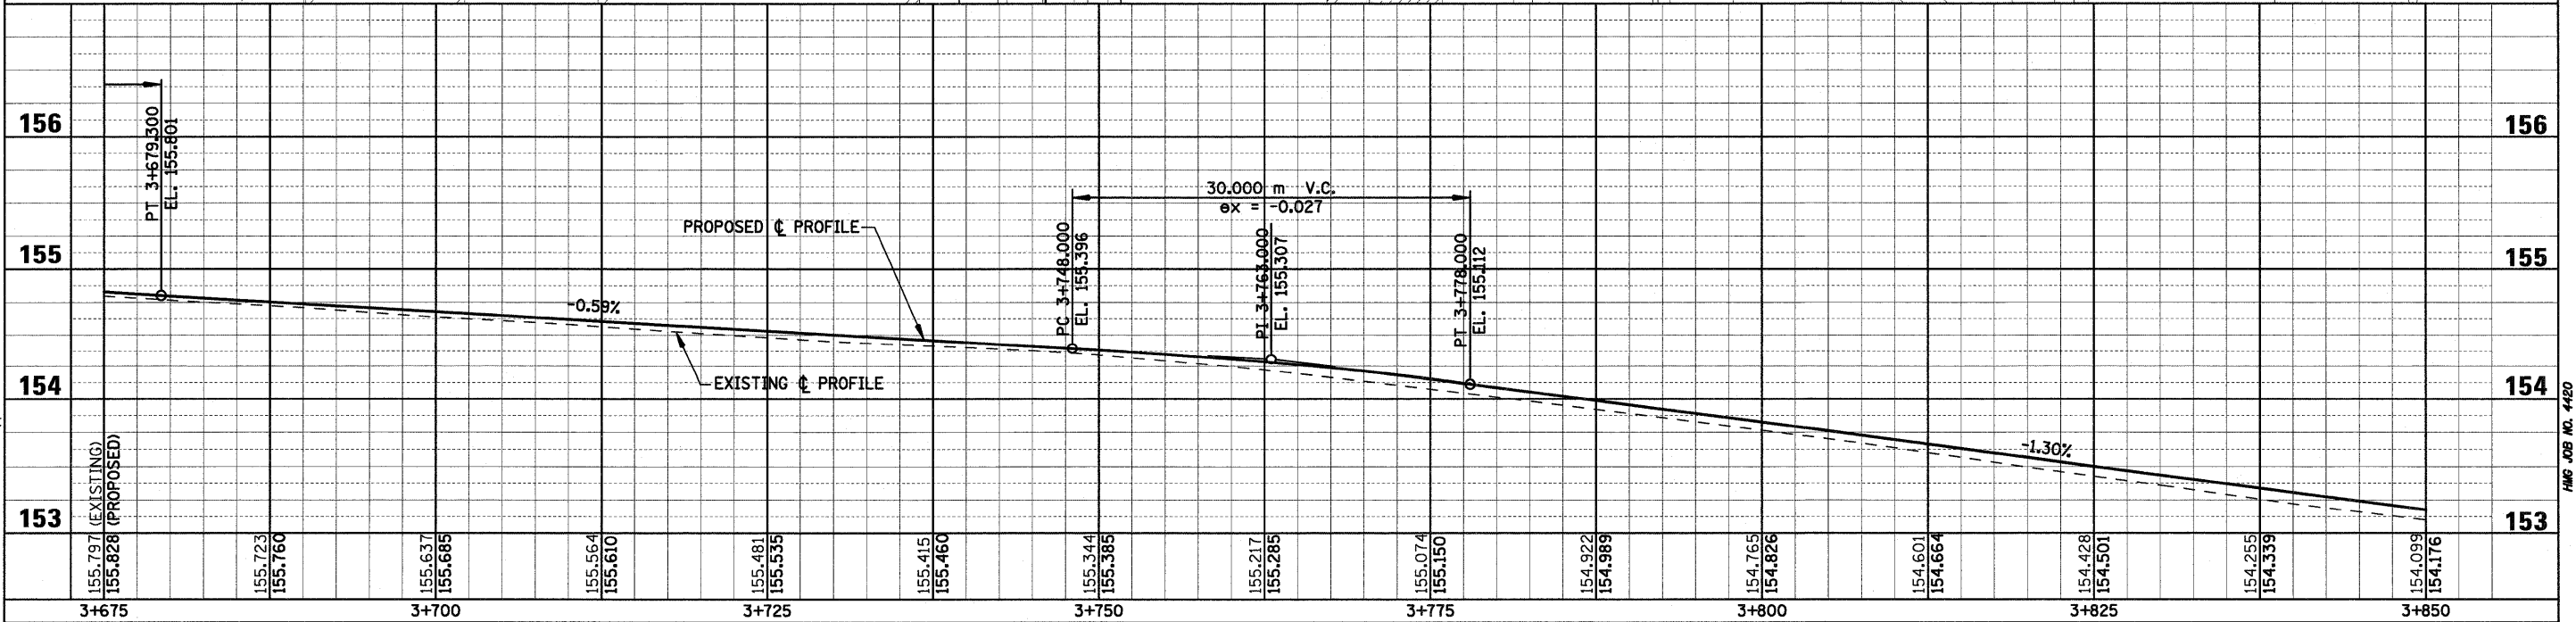 156
156
155
155
154
154
153
153
PT 3+679.300
EL. 155.801
PROPOSED ℄ PROFILE
EXISTING ℄ PROFILE
-0.59%
30.000 m V.C.
ex = -0.027
PC 3+748.000
EL. 155.396
PI 3+763.000
EL. 155.307
PT 3+778.000
EL. 155.112
-1.30%
HMG JOB NO. 4420
155.797 (EXISTING)
155.828 (PROPOSED)
155.723
155.760
155.637
155.685
155.564
155.610
155.481
155.535
155.415
155.460
155.344
155.385
155.217
155.285
155.074
155.150
154.922
154.989
154.765
154.826
154.601
154.664
154.428
154.501
154.255
154.339
154.099
154.176
3+675 3+700 3+725 3+750 3+775 3+800 3+825 3+850